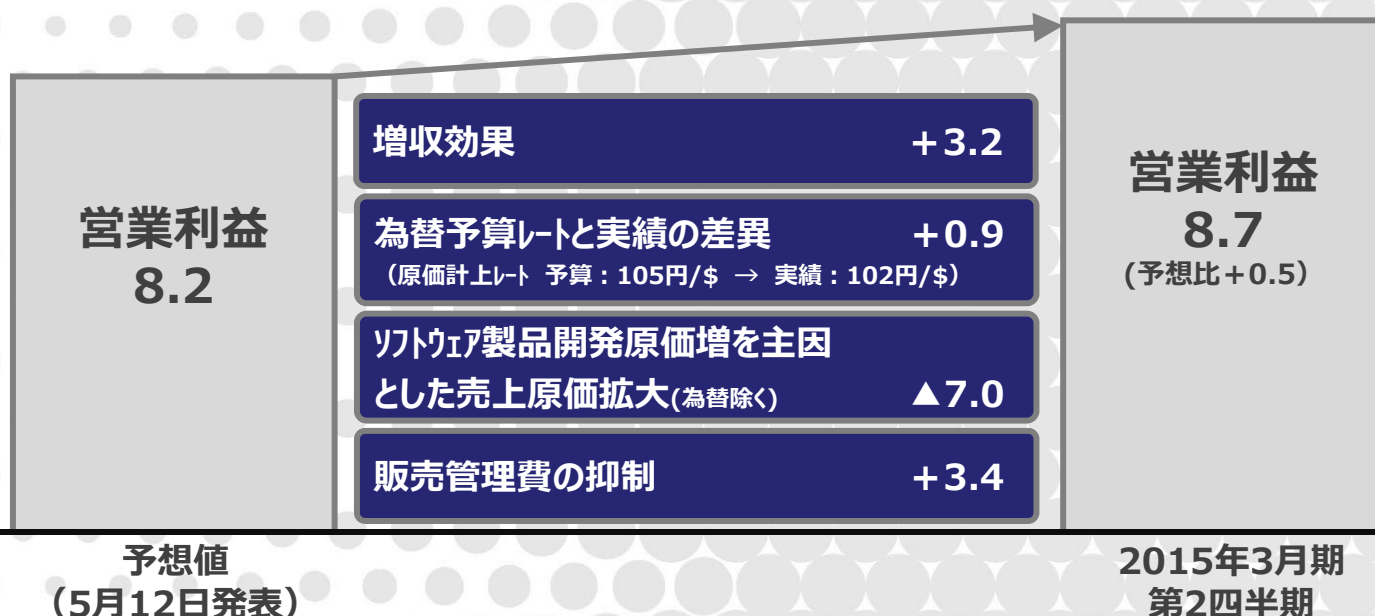 営業利益
8.2
増収効果 +3.2
為替予算ﾚｰﾄと実績の差異 +0.9
（原価計上ﾚｰﾄ 予算：105円/$ → 実績：102円/$）
ｿﾌﾄｳｪｱ製品開発原価増を主因
とした売上原価拡大(為替除く) ▲7.0
販売管理費の抑制 +3.4
営業利益
8.7
(予想比＋0.5）
予想値
（5月12日発表）
2015年3月期
第2四半期